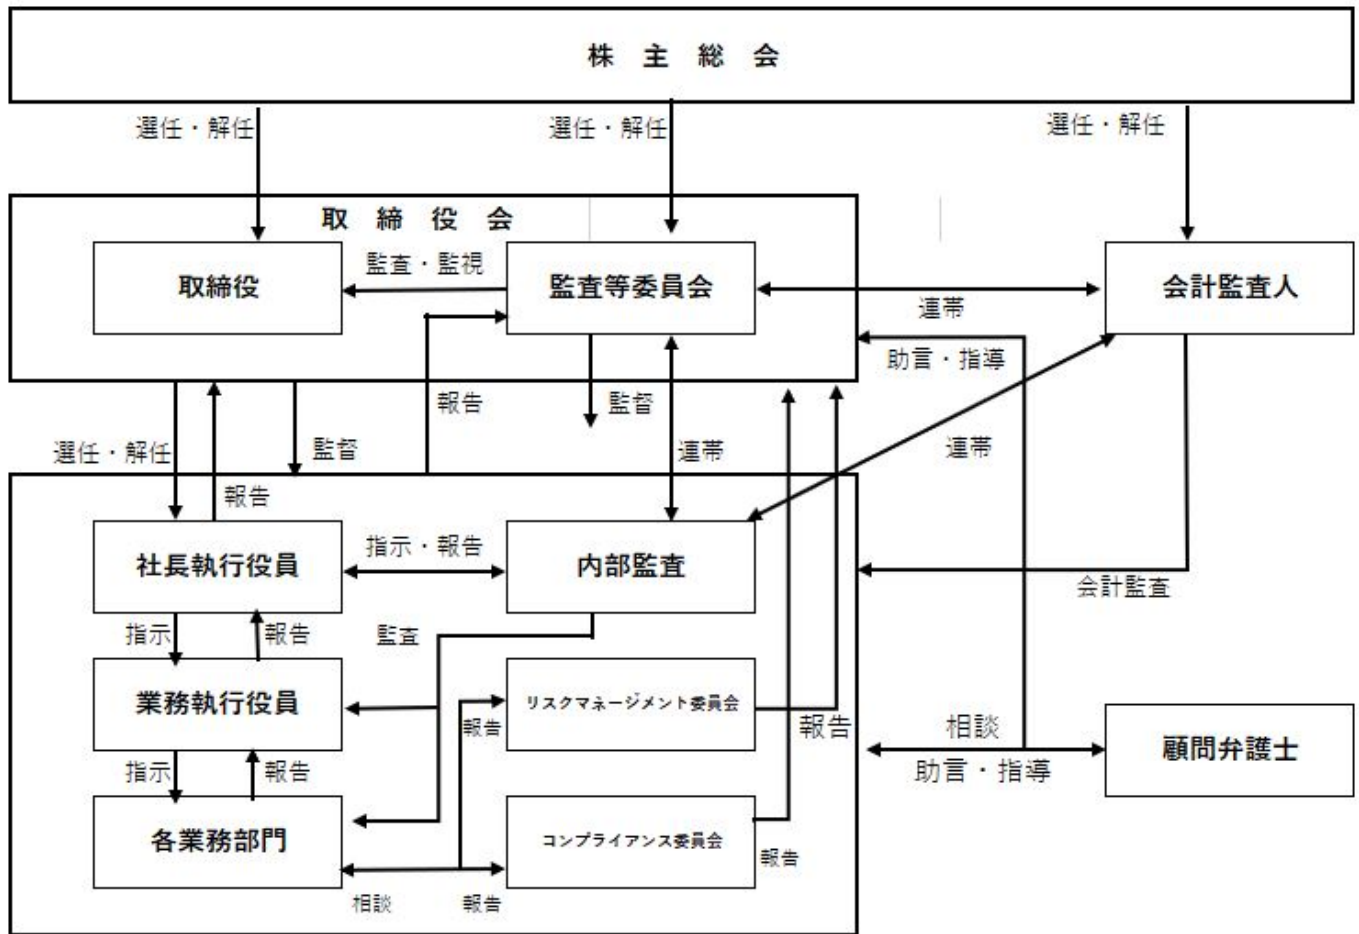 株 主 総 会
選任・解任
選任・解任
選任・解任
取 締 役 会
取締役
監査・監視
監査等委員会
連帯
会計監査人
助言・指導
報告
監督
選任・解任
監督
連帯
連帯
報告
社長執行役員
指示・報告
内部監査
会計監査
指示
報告
監査
業務執行役員
リスクマネージメント委員会
報告
報告
相談
助言・指導
顧問弁護士
指示
報告
各業務部門
コンプライアンス委員会
報告
相談
報告